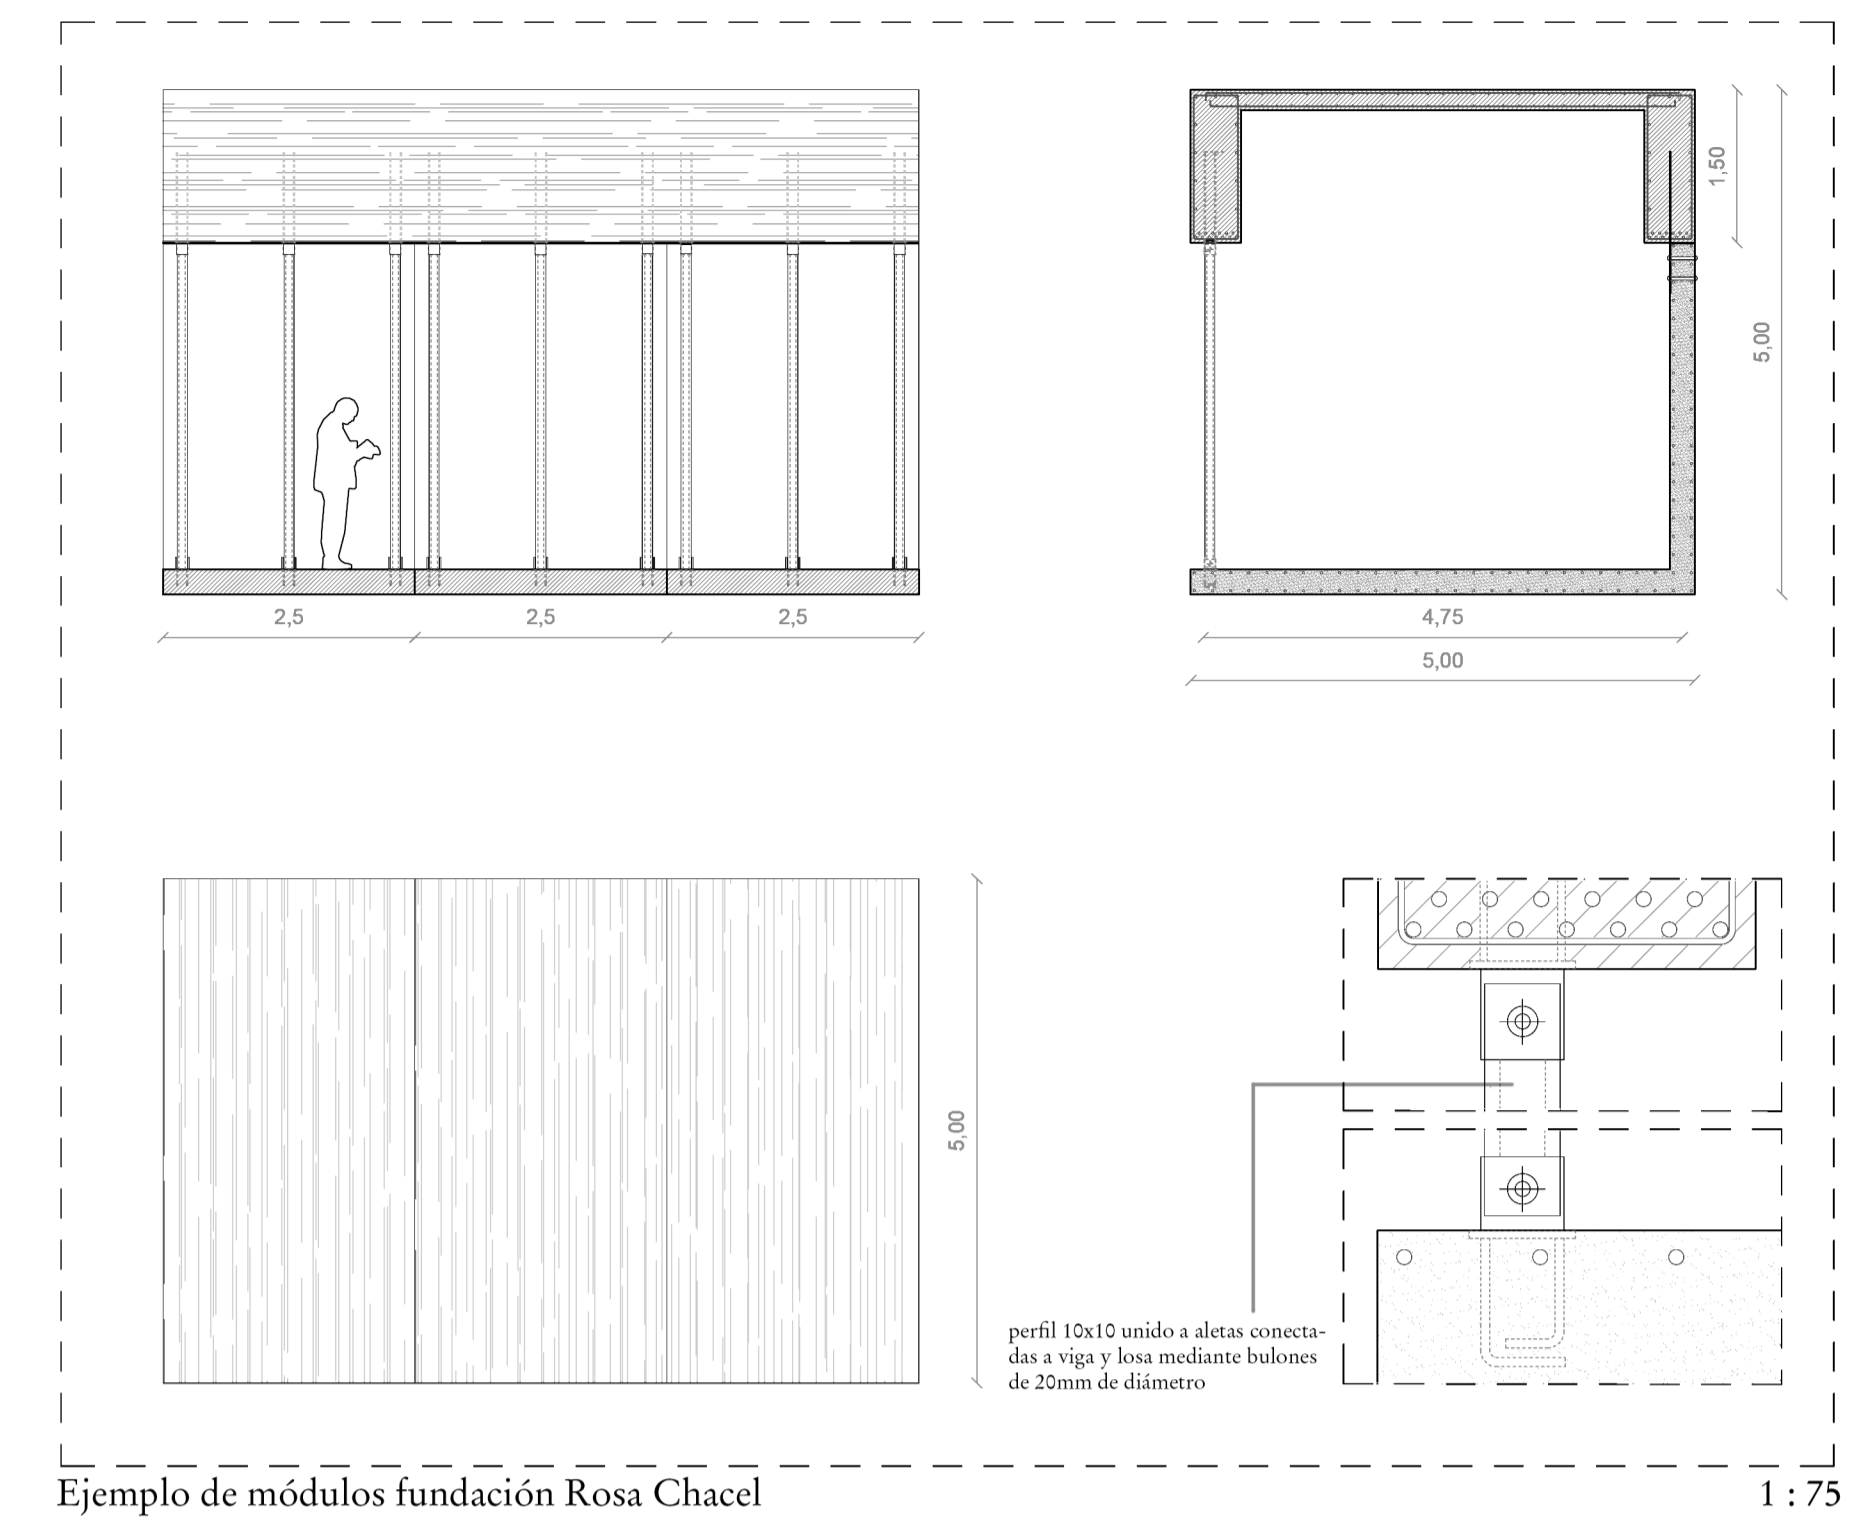 1,50
5,00
2,5
2,5
2,5
4,75
5,00
5,00
perfil 10x10 unido a aletas conecta-
das a viga y losa mediante bulones
de 20mm de diámetro
Ejemplo de módulos fundación Rosa Chacel
1 : 75